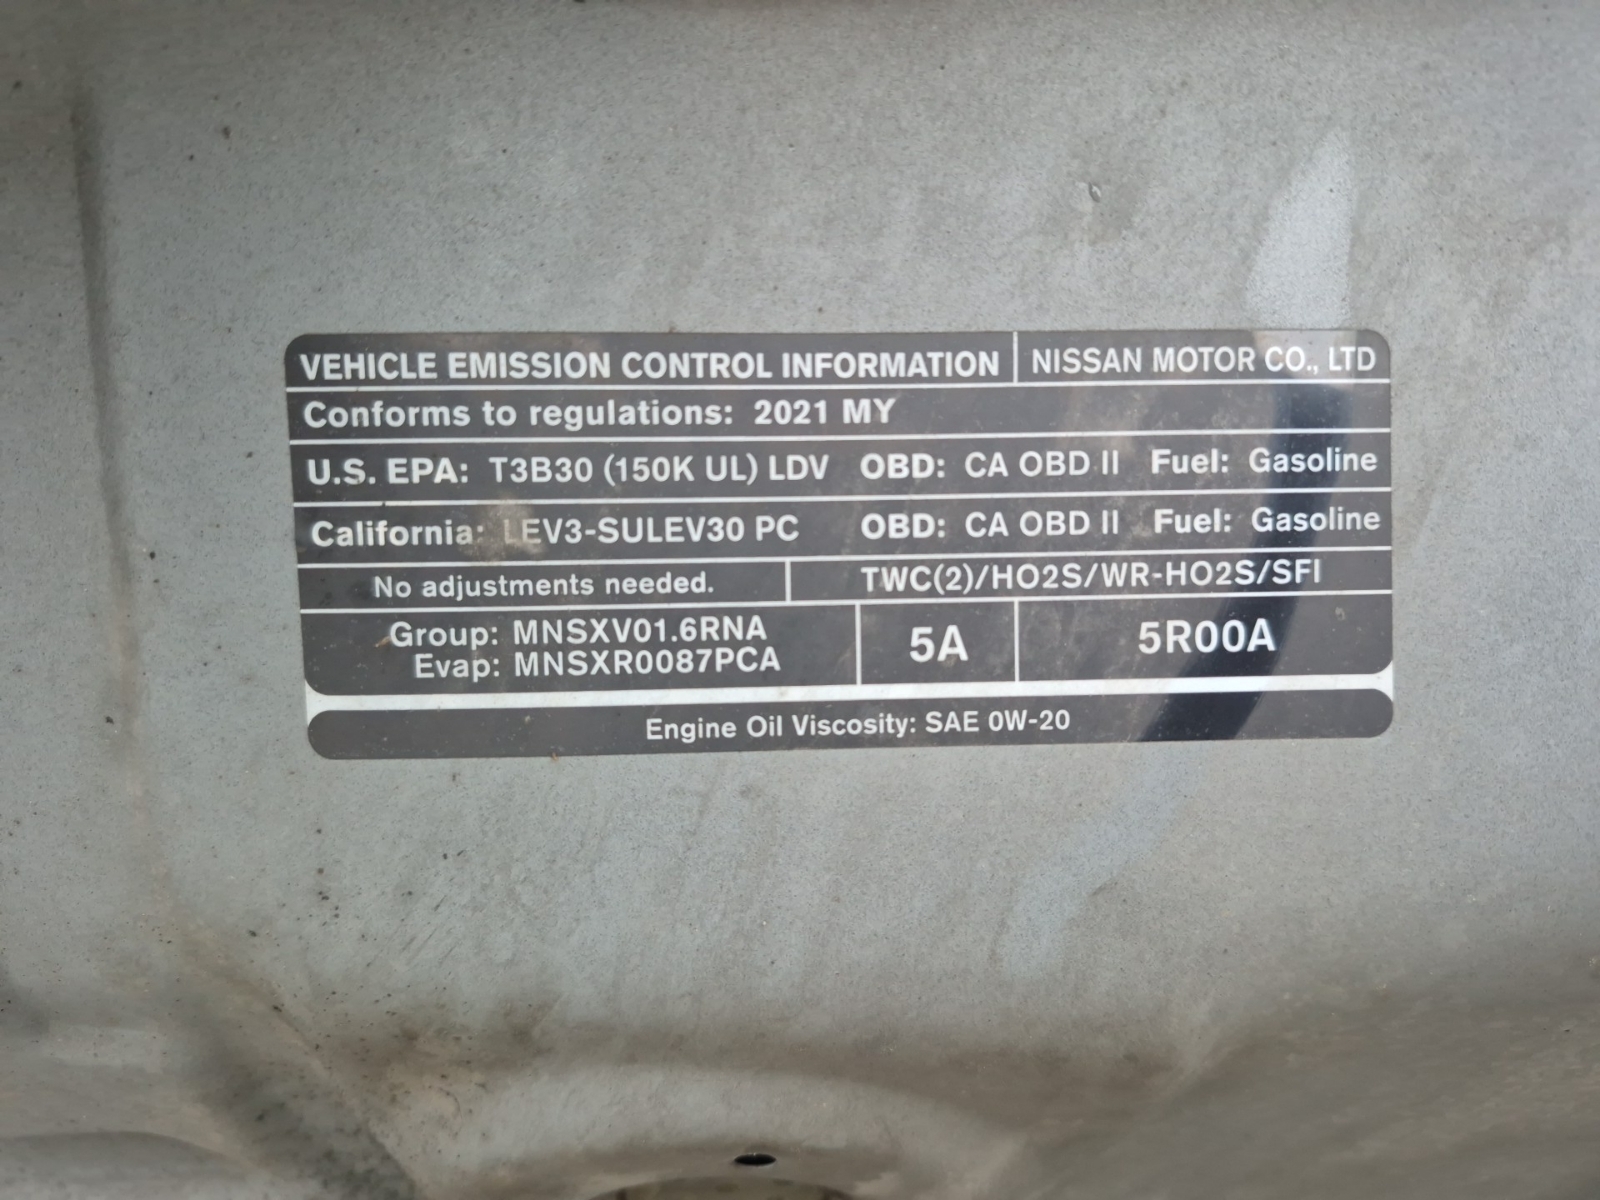 VEHICLE EMISSION CONTROL INFORMATION NISSAN MOTOR CO., LTD
Conforms to regulations: 2021 MY
U.S. EPA: T3B30 (150K UL) LDV OBD: CA OBD II Fuel: Gasoline
California: LEV3-SULEV30 PC OBD: CA OBD II Fuel: Gasoline
No adjustments needed. TWC(2)/HO2S/WR-HO2S/SFI
Group: MNSXV01.6RNA
Evap: MNSXR0087PCA
5A
5R00A
Engine Oil Viscosity: SAE 0W-20